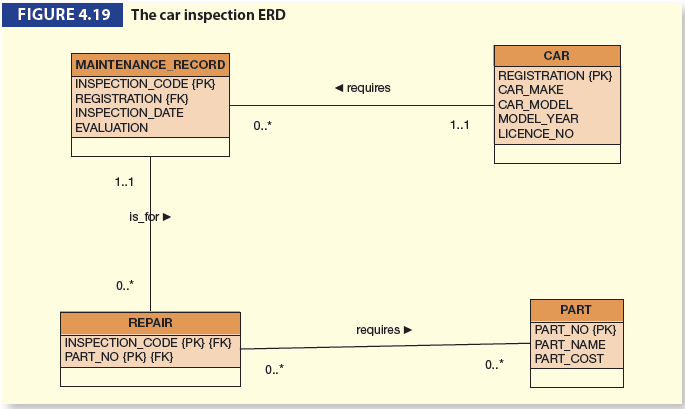 FIGURE 4.19 The car inspection ERD
MAINTENANCE_RECORD
INSPECTION_CODE {PK}
REGISTRATION {FK}
INSPECTION_DATE
EVALUATION
◄ requires
0..*
1..1
CAR
REGISTRATION {PK}
CAR_MAKE
CAR_MODEL
MODEL_YEAR
LICENCE_NO
1..1
is_for ►
0..*
REPAIR
INSPECTION_CODE {PK} {FK}
PART_NO {PK} {FK}
requires ►
0..*
0..*
PART
PART_NO {PK}
PART_NAME
PART_COST